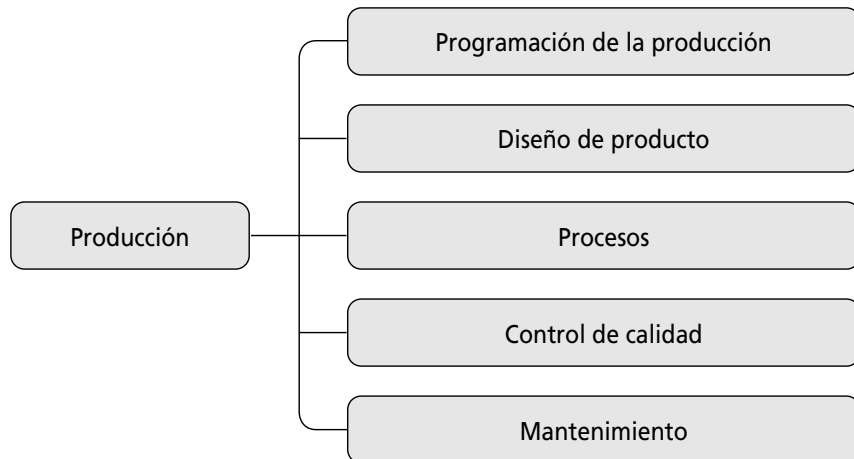 Programación de la producción
Diseño de producto
Producción
Procesos
Control de calidad
Mantenimiento